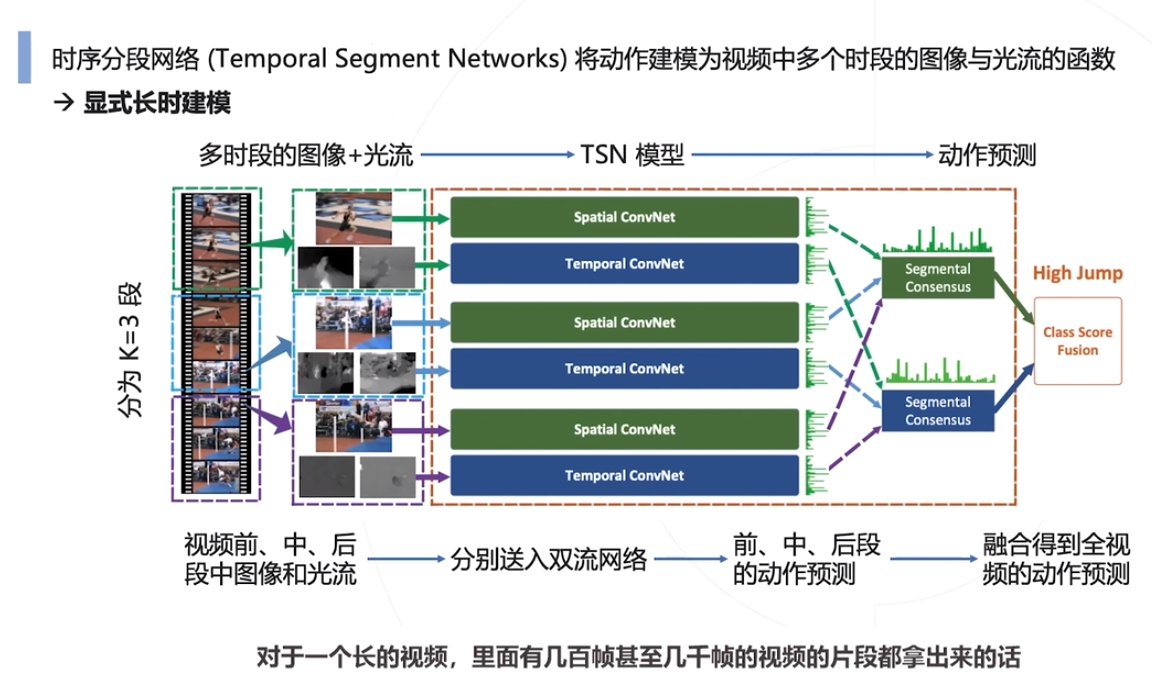 时序分段网络 (Temporal Segment Networks) 将动作建模为视频中多个时段的图像与光流的函数
→ 显式长时建模
多时段的图像+光流
TSN 模型
动作预测
分为 K=3 段
Spatial ConvNet
Temporal ConvNet
Spatial ConvNet
Temporal ConvNet
Spatial ConvNet
Temporal ConvNet
Segmental
Consensus
Segmental
Consensus
High Jump
Class Score
Fusion
视频前、中、后
段中图像和光流
分别送入双流网络
前、中、后段
的动作预测
融合得到全视
频的动作预测
对于一个长的视频，里面有几百帧甚至几千帧的视频的片段都拿出来的话